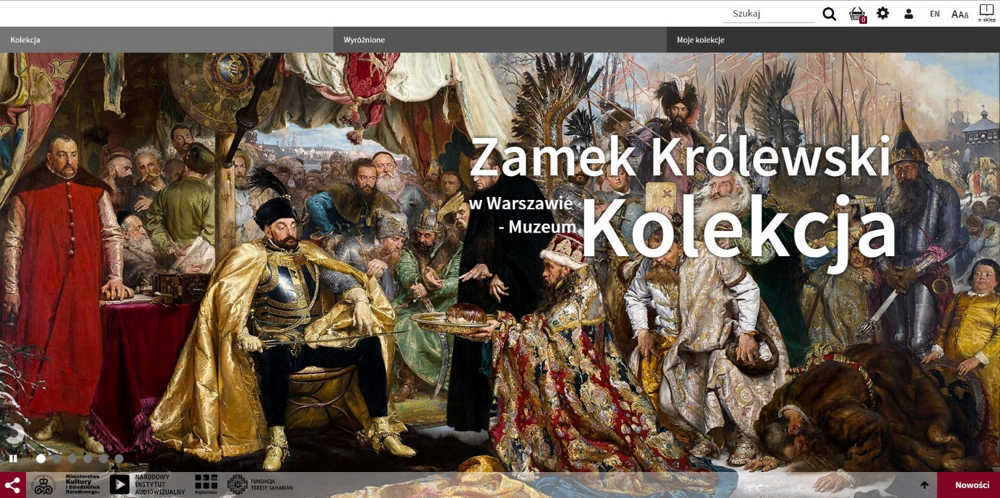 Szukaj
0
EN
AAA
e-sklep
Kolekcja
Wyróżnione
Moje kolekcje
Zamek Królewski
w Warszawie
- Muzeum
Kolekcja
Ministerstwo
Kultury
i Dziedzictwa
Narodowego.
NARODOWY
INSTYTUT
AUDIOWIZUALNY
Digitalizacja
FUNDACJA
TERESY SAHAKIAN
Nowości